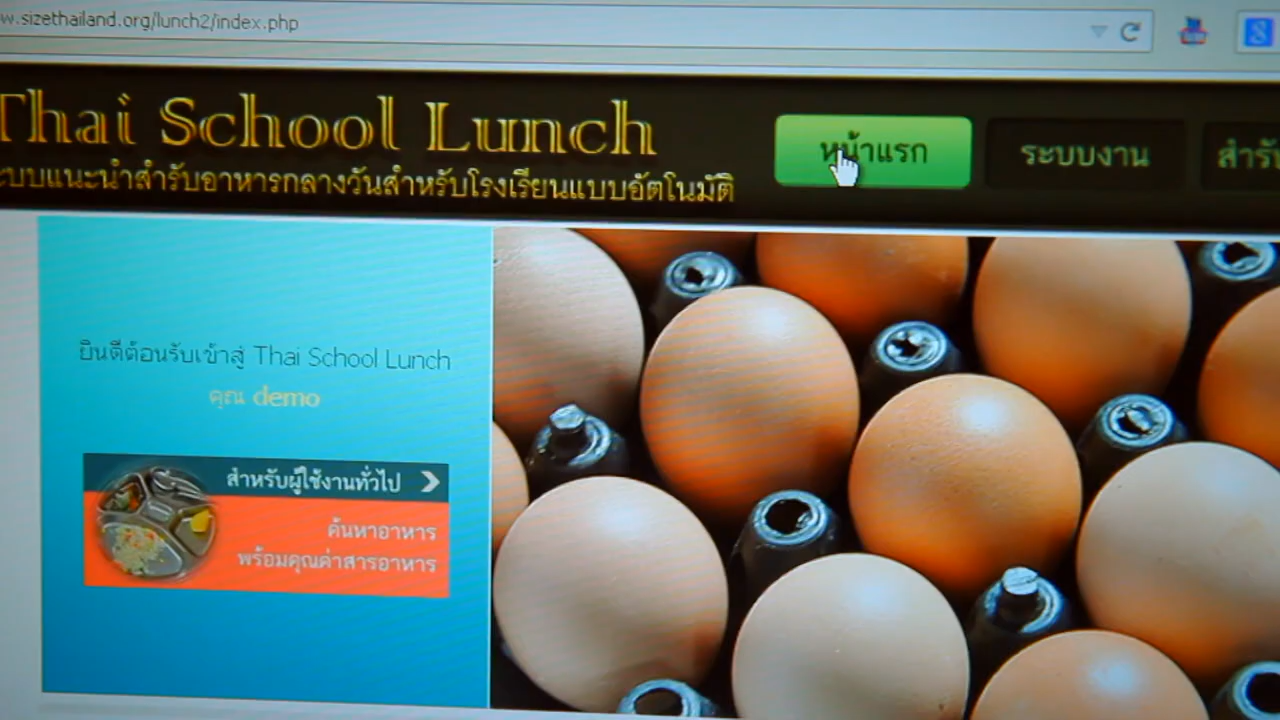 w.sizethailand.org/lunch2/index.php
Thai School Lunch
ระบบแนะนำสำรับอาหารกลางวันสำหรับโรงเรียนแบบอัตโนมัติ
หน้าแรก
ระบบงาน
สำรับ
ยินดีต้อนรับเข้าสู่ Thai School Lunch
คุณ demo
สำหรับผู้ใช้งานทั่วไป
ค้นหาอาหาร
พร้อมคุณค่าสารอาหาร